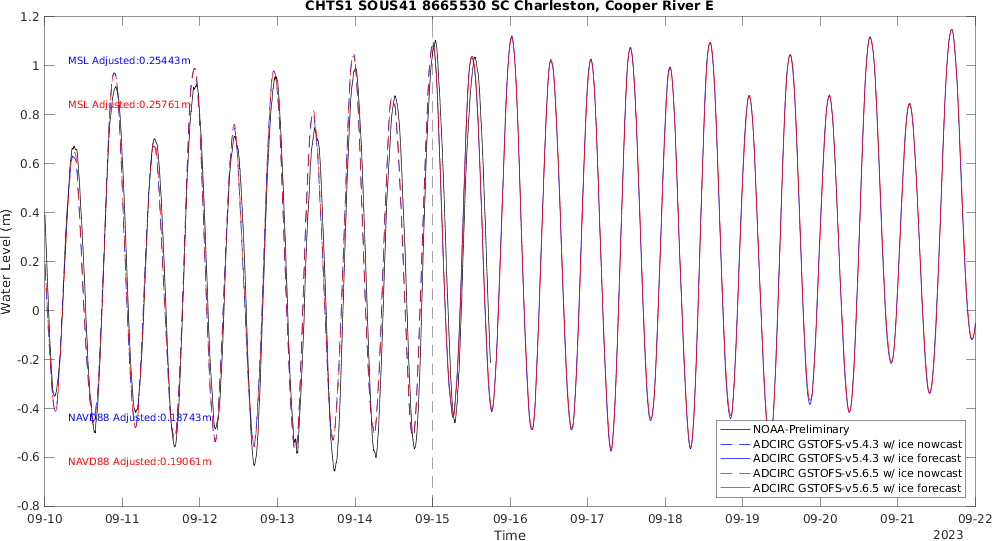 CHTS1 SOUS41 8665530 SC Charleston, Cooper River E
1.2
1
0.8
0.6
0.4
0.2
0
-0.2
-0.4
-0.6
-0.8
Water Level (m)
MSL Adjusted:0.25443m
MSL Adjusted:0.25761m
NAVD88 Adjusted:0.18743m
NAVD88 Adjusted:0.19061m
NOAA-Preliminary
ADCIRC GSTOFS-v5.4.3 w/ ice nowcast
ADCIRC GSTOFS-v5.4.3 w/ ice forecast
ADCIRC GSTOFS-v5.6.5 w/ ice nowcast
ADCIRC GSTOFS-v5.6.5 w/ ice forecast
09-10 09-11 09-12 09-13 09-14 09-15 09-16 09-17 09-18 09-19 09-20 09-21 09-22
Time
2023